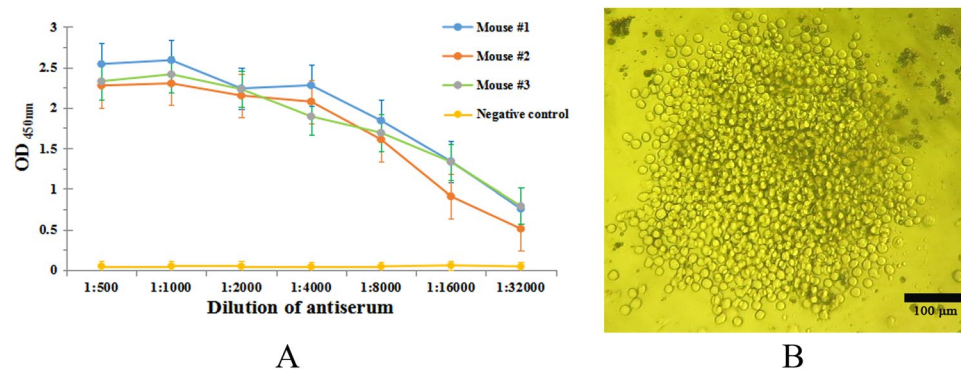 3
2.5
2
1.5
1
0.5
0
OD 450nm
Mouse #1
Mouse #2
Mouse #3
Negative control
1:500 1:1000 1:2000 1:4000 1:8000 1:16000 1:32000
Dilution of antiserum
100 μm
A B